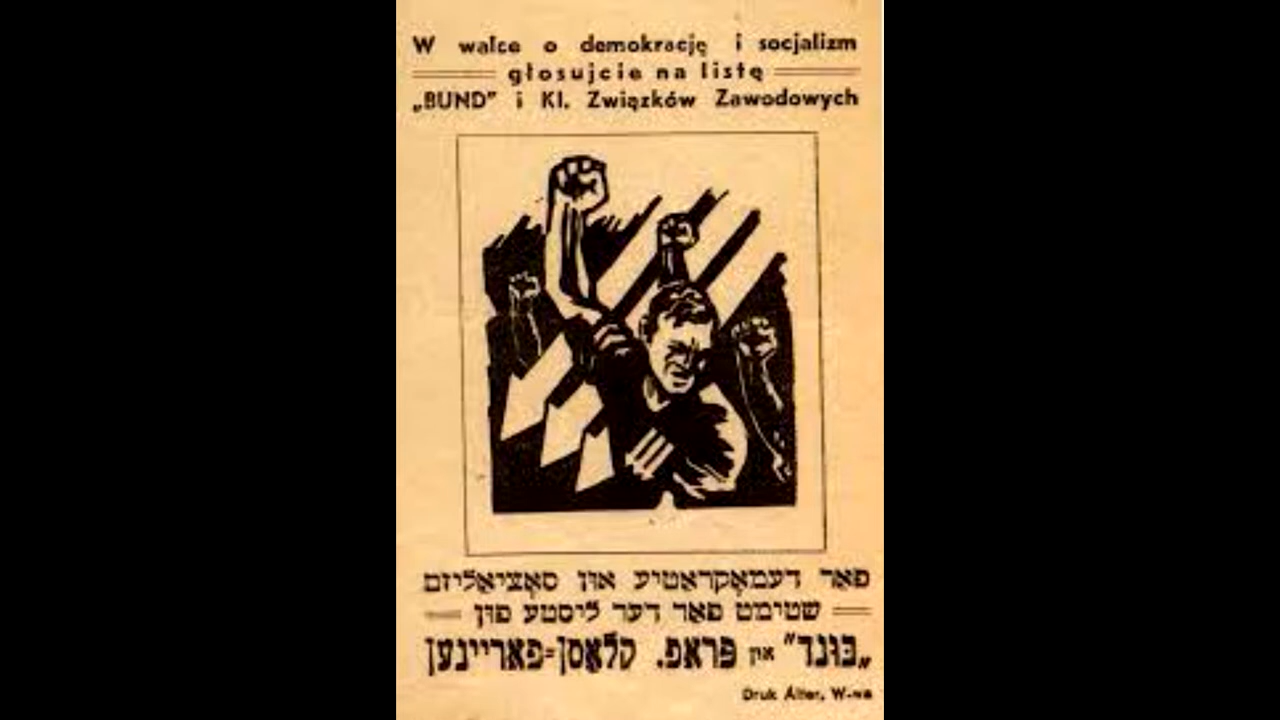 W walce o demokrację i socjalizm
głosujcie na listę
„BUND” i Kl. Związków Zawodowych
פאַר דעמאָקראַטיע און סאָציאַליזם
שטימט פאַר דער ליסטע פון
„בונד” און פּראָפ. קלאַסן=פאַריינען
Druk Alter, W-wa